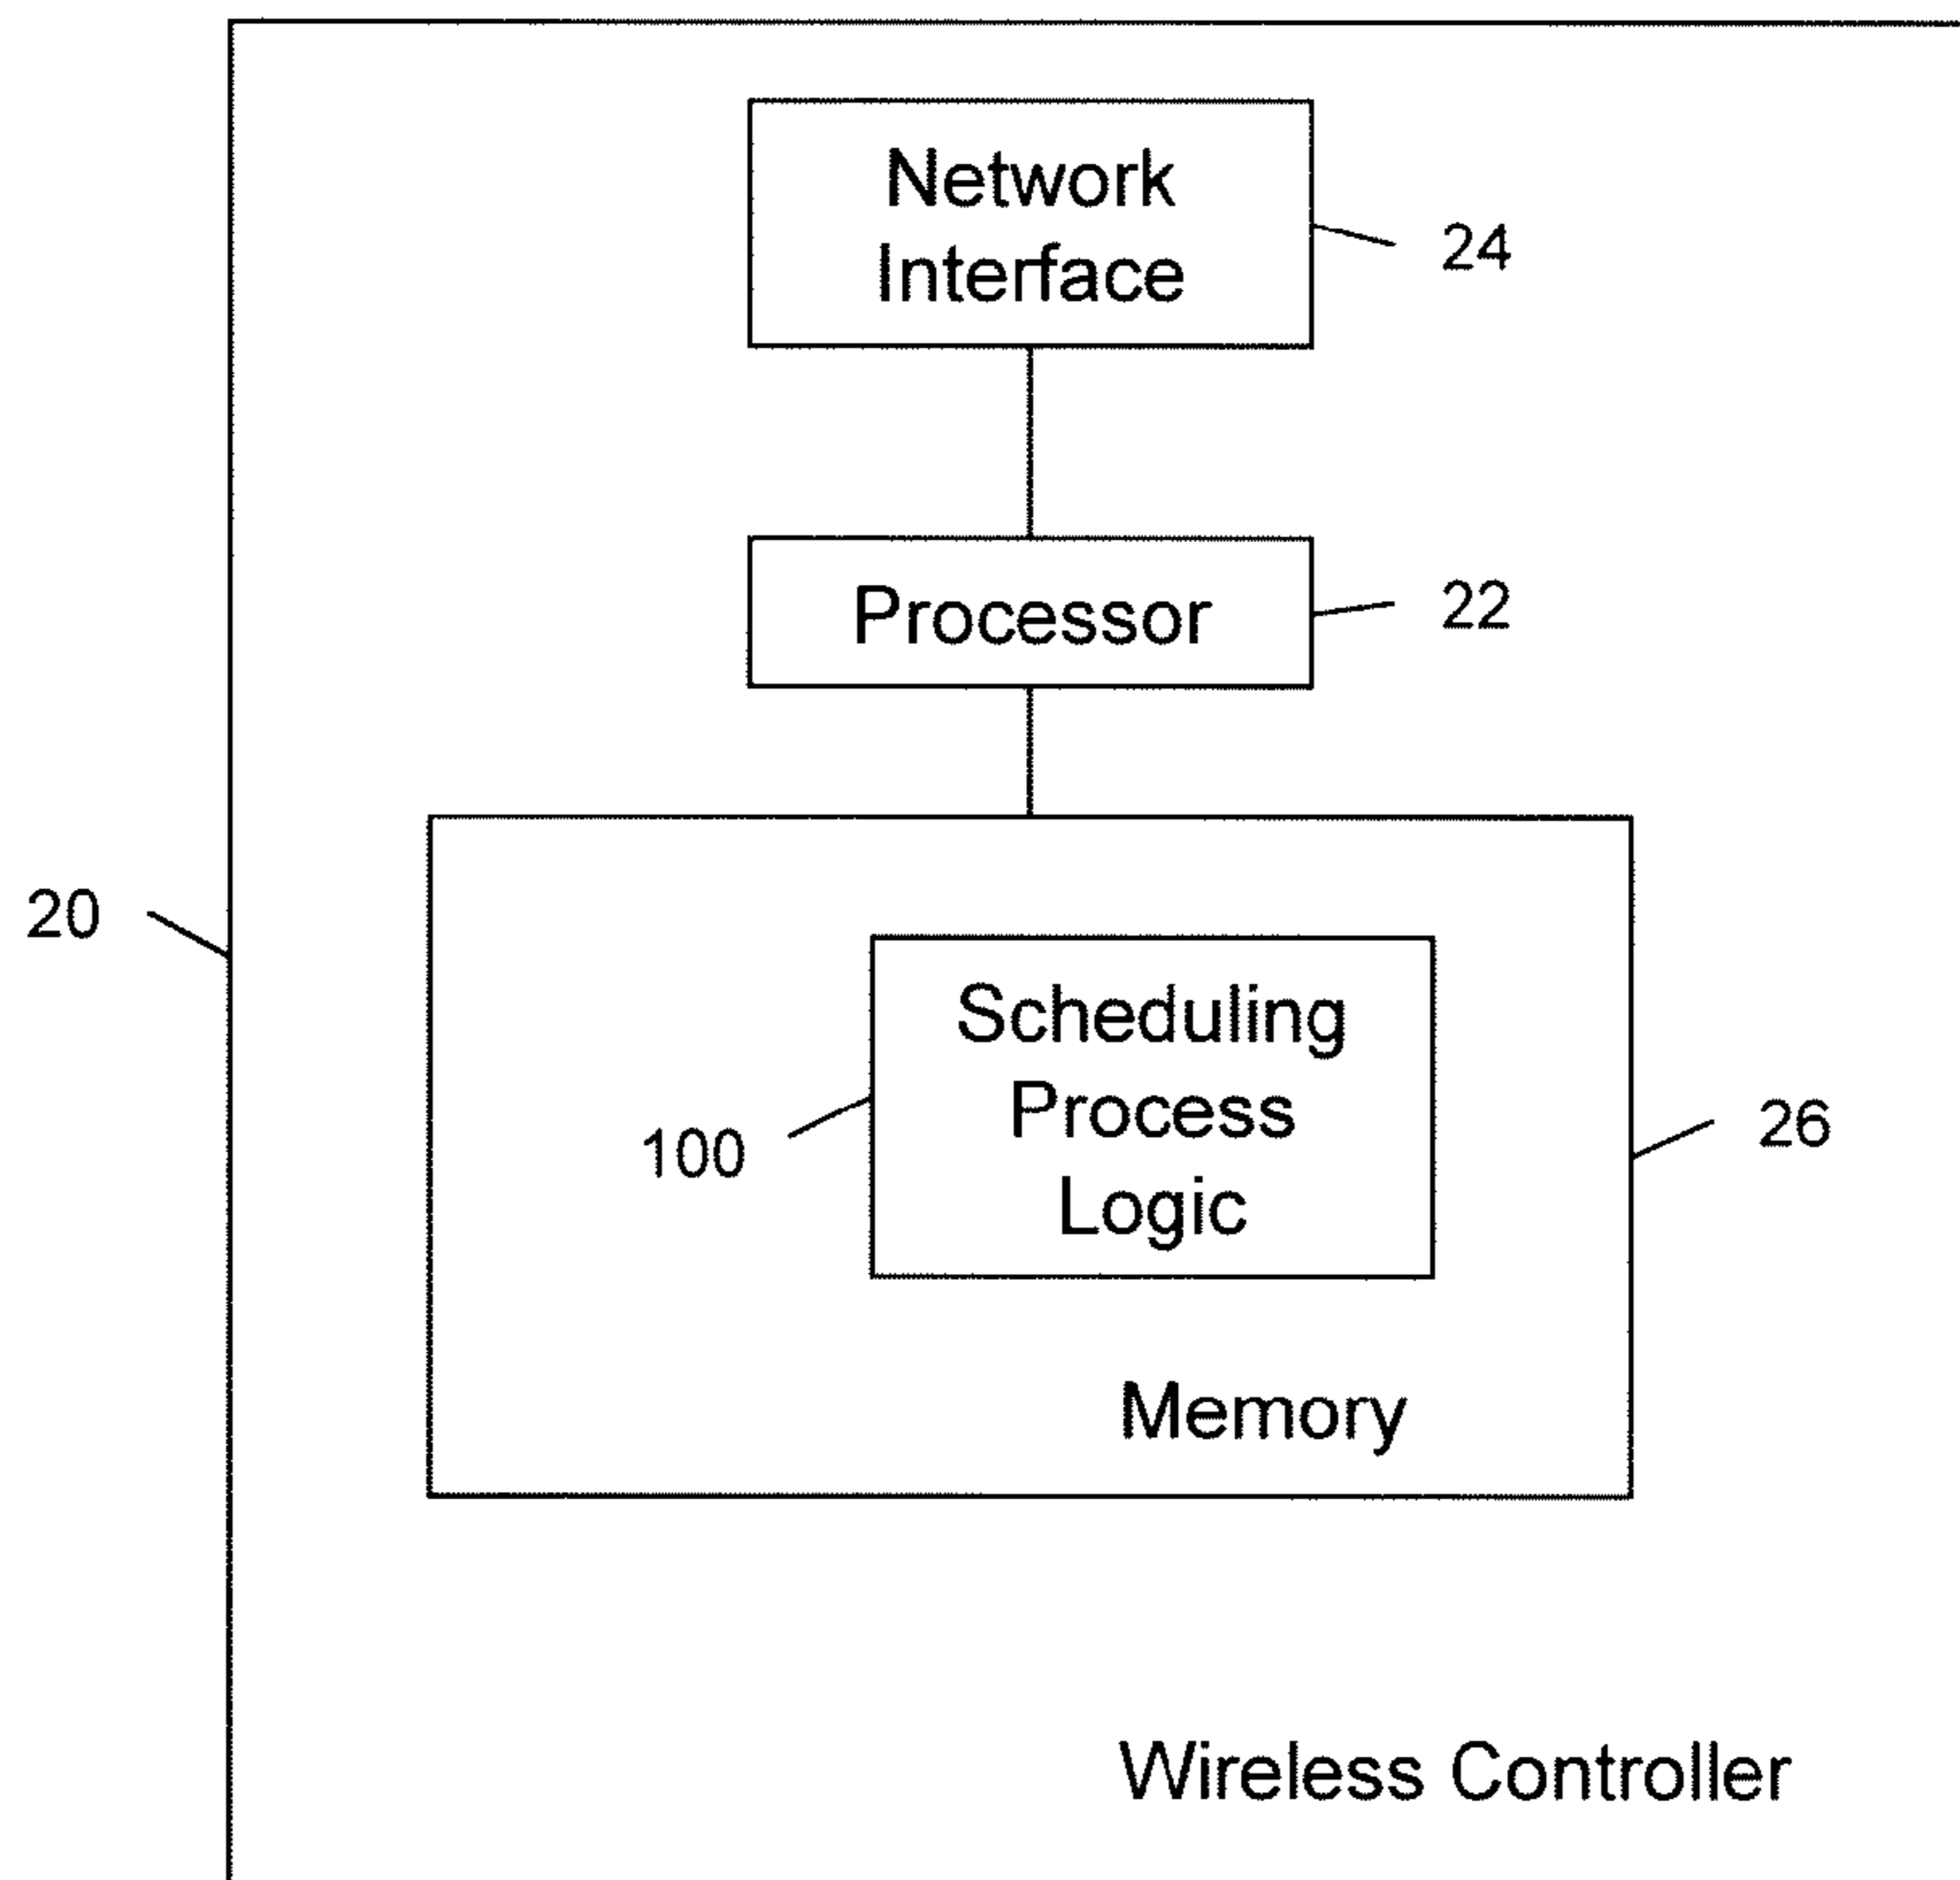 Network
Interface
24
Processor
22
20
Scheduling
Process
Logic
100
26
Memory
Wireless Controller